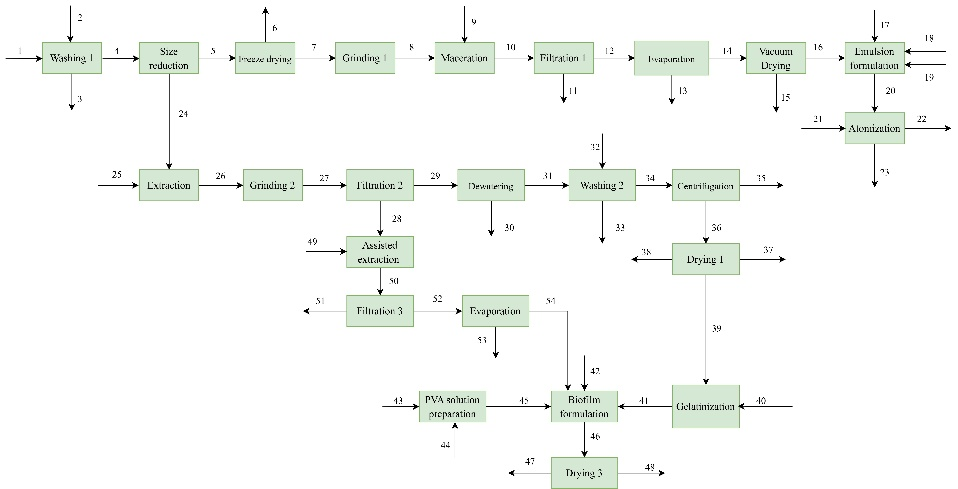 2
9
17
1
Washing 1
4
Size
reduction
5
6
Freeze drying
7
Grinding 1
8
Maceration
10
Filtration 1
12
Evaporation
14
Vacuum
Drying
16
Emulsion
formulation
18
19
3
11
13
15
20
24
21
Atomization
22
23
32
25
Extraction
26
Grinding 2
27
Filtration 2
29
Dewatering
31
Washing 2
34
Centrifugation
35
28
30
33
36
49
Assisted
extraction
38
Drying 1
37
50
51
Filtration 3
52
Evaporation
54
39
53
42
43
PVA solution
preparation
45
Biofilm
formulation
41
Gelatinization
40
44
46
47
Drying 3
48